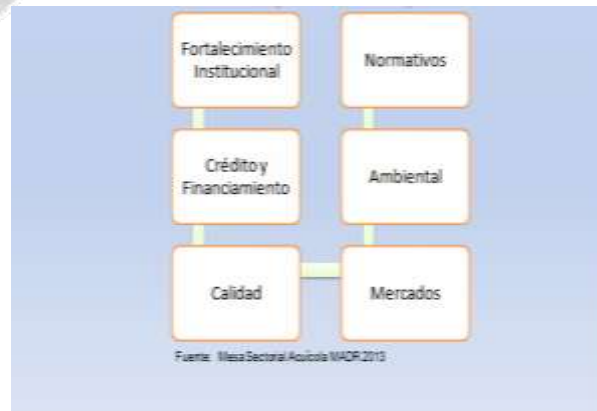 Fortalecimiento
Institucional
Normativos
Crédito y
Financiamiento
Ambiental
Calidad
Mercados
Fuente: Mesa Sectorial Acuícola MADR 2013